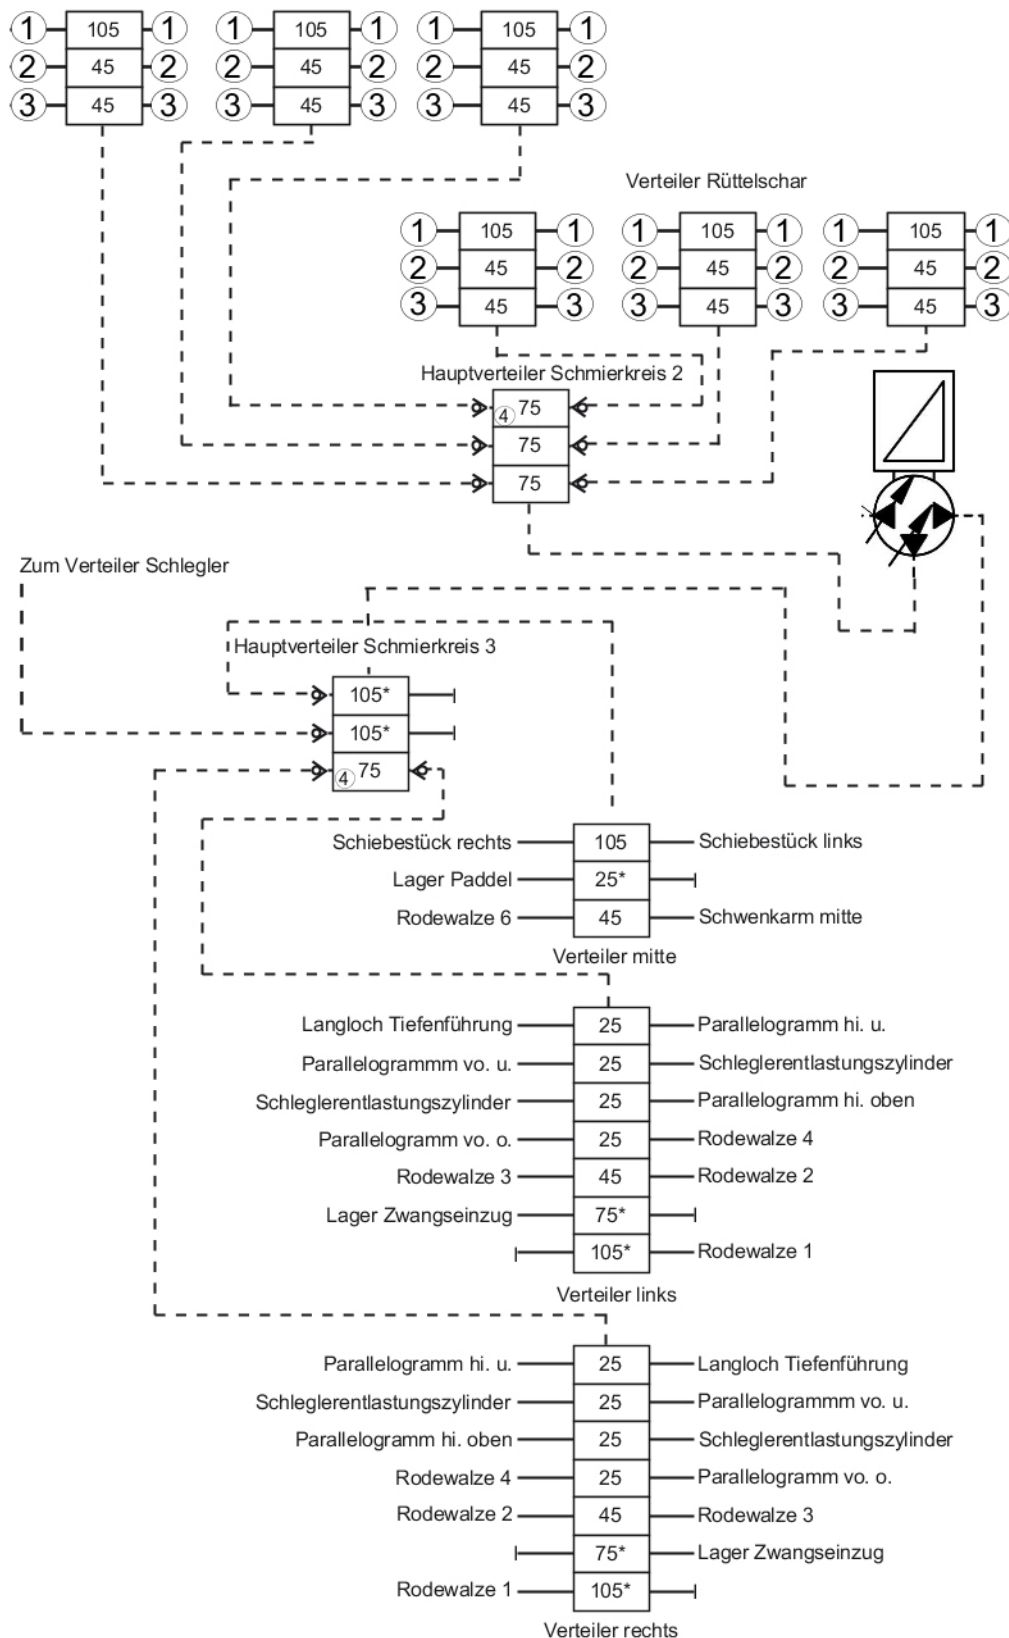 1 105 1 1 105 1 1 105 1
2 45 2 2 45 2 2 45 2
3 45 3 3 45 3 3 45 3
Verteiler Rüttelschar
1 105 1 1 105 1 1 105 1
2 45 2 2 45 2 2 45 2
3 45 3 3 45 3 3 45 3
Hauptverteiler Schmierkreis 2
4 75
75
75
Zum Verteiler Schlegler
Hauptverteiler Schmierkreis 3
105*
105*
4 75
Schiebestück rechts 105 Schiebestück links
Lager Paddel 25*
Rodewalze 6 45 Schwenkarm mitte
Verteiler mitte
Langloch Tiefenführung 25 Parallelogramm hi. u.
Parallelogrammm vo. u. 25 Schleglerentlastungszylinder
Schleglerentlastungszylinder 25 Parallelogramm hi. oben
Parallelogramm vo. o. 25 Rodewalze 4
Rodewalze 3 45 Rodewalze 2
Lager Zwangseinzug 75*
105* Rodewalze 1
Verteiler links
Parallelogramm hi. u. 25 Langloch Tiefenführung
Schleglerentlastungszylinder 25 Parallelogrammm vo. u.
Parallelogramm hi. oben 25 Schleglerentlastungszylinder
Rodewalze 4 25 Parallelogramm vo. o.
Rodewalze 2 45 Rodewalze 3
75* Lager Zwangseinzug
Rodewalze 1 105*
Verteiler rechts